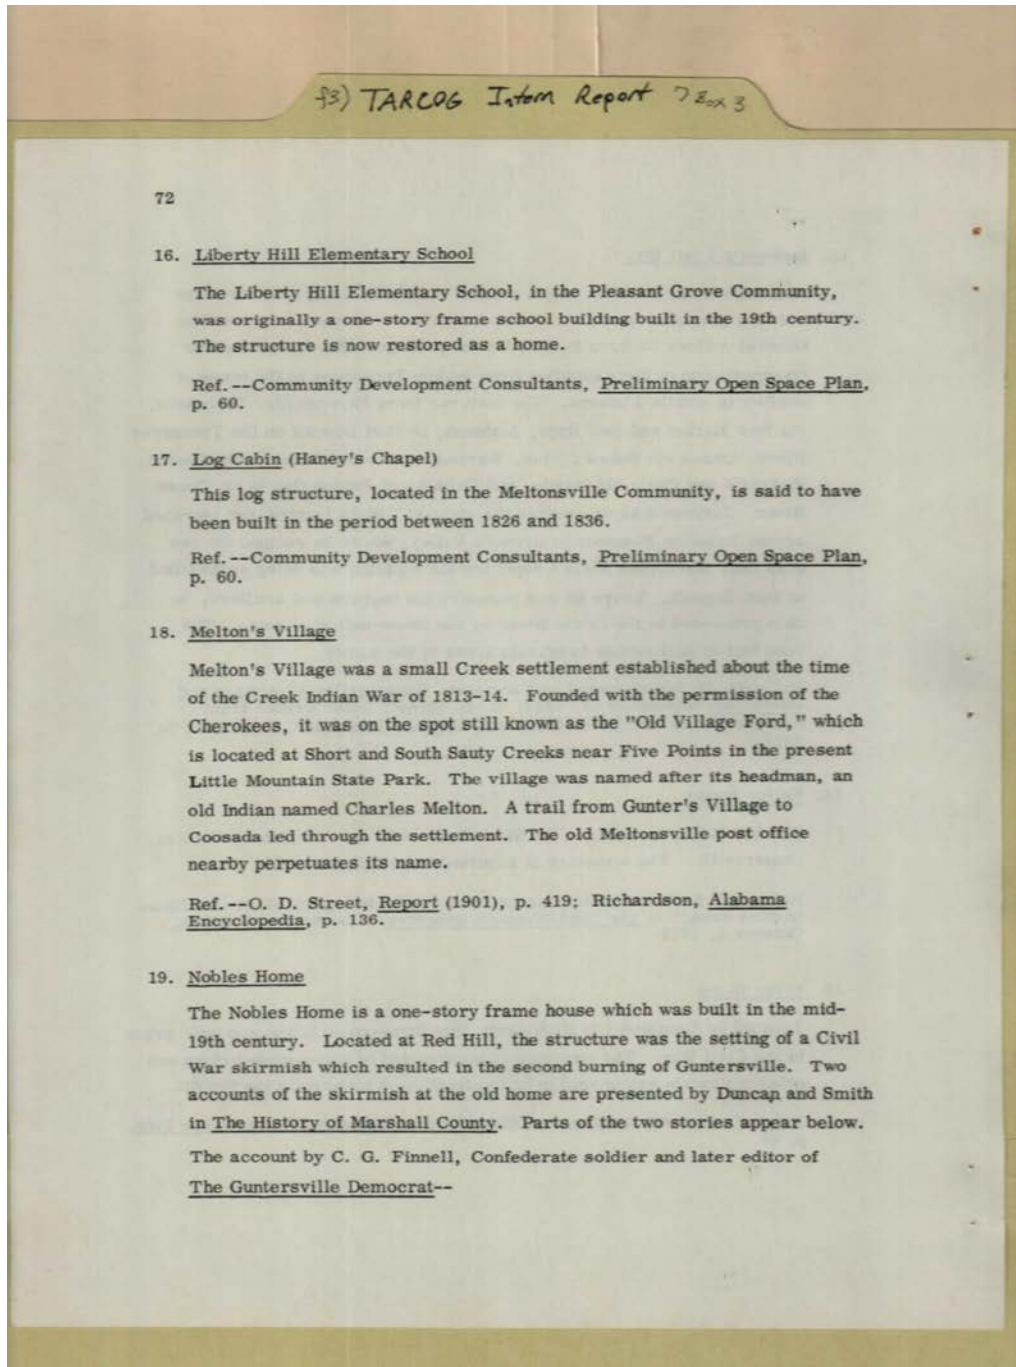 f3) TARCOG Intern Report 7 Box 3
72
16. Liberty Hill Elementary School
The Liberty Hill Elementary School, in the Pleasant Grove Community,
was originally a one-story frame school building built in the 19th century.
The structure is now restored as a home.
Ref.--Community Development Consultants, Preliminary Open Space Plan,
p. 60.
17. Log Cabin (Haney's Chapel)
This log structure, located in the Meltonsville Community, is said to have
been built in the period between 1826 and 1836.
Ref.--Community Development Consultants, Preliminary Open Space Plan,
p. 60.
18. Melton's Village
Melton's Village was a small Creek settlement established about the time
of the Creek Indian War of 1813-14. Founded with the permission of the
Cherokees, it was on the spot still known as the "Old Village Ford," which
is located at Short and South Sauty Creeks near Five Points in the present
Little Mountain State Park. The village was named after its headman, an
old Indian named Charles Melton. A trail from Gunter's Village to
Coosada led through the settlement. The old Meltonsville post office
nearby perpetuates its name.
Ref.--O. D. Street, Report (1901), p. 419; Richardson, Alabama
Encyclopedia, p. 136.
19. Nobles Home
The Nobles Home is a one-story frame house which was built in the mid-
19th century. Located at Red Hill, the structure was the setting of a Civil
War skirmish which resulted in the second burning of Guntersville. Two
accounts of the skirmish at the old home are presented by Duncan and Smith
in The History of Marshall County. Parts of the two stories appear below.
The account by C. G. Finnell, Confederate soldier and later editor of
The Guntersville Democrat--